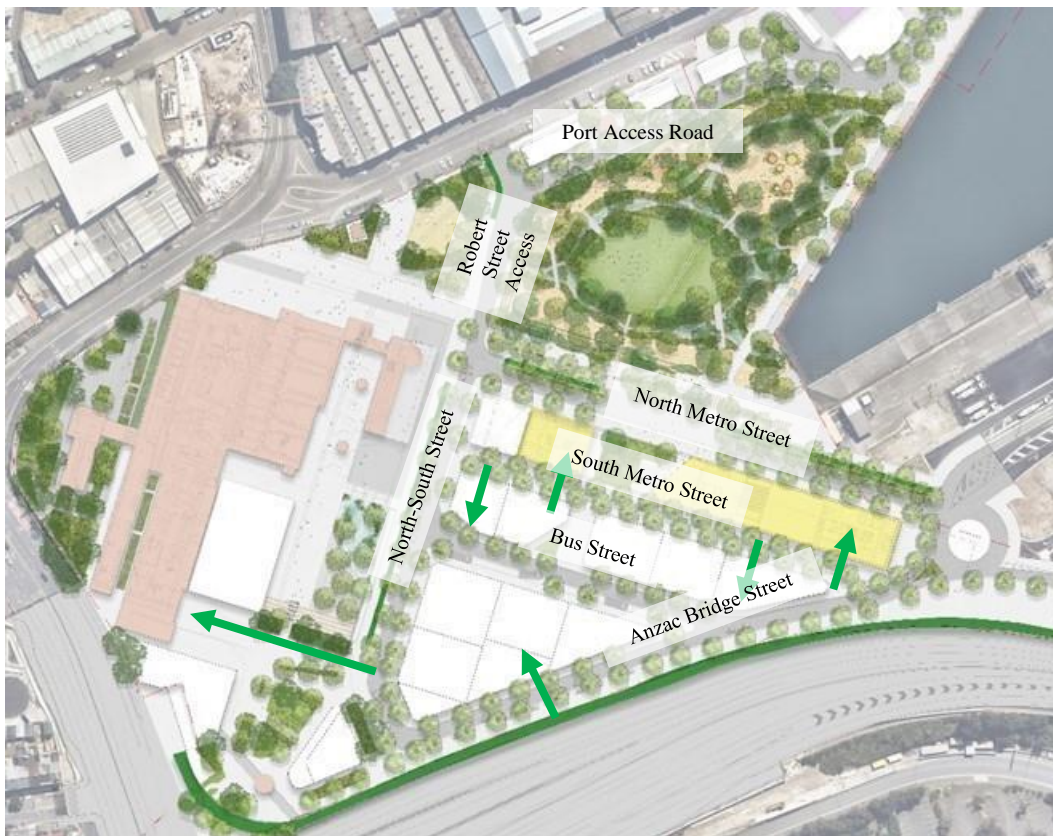 Port Access Road
Robert
Street
Access
North Metro Street
South Metro Street
North-South Street
Bus Street
Anzac Bridge Street